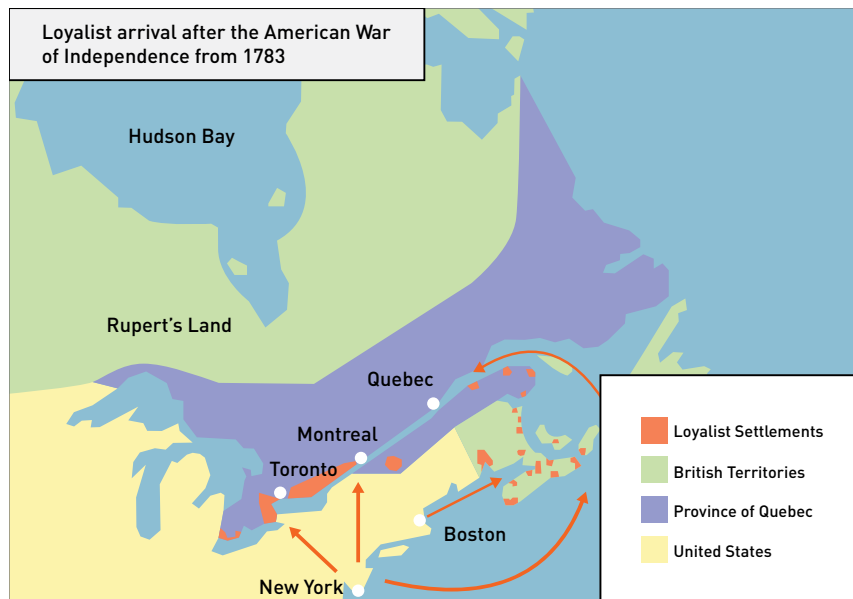 Loyalist arrival after the American War
of Independence from 1783
Hudson Bay
Rupert's Land
Quebec
Montreal
Toronto
Boston
New York
Loyalist Settlements
British Territories
Province of Quebec
United States